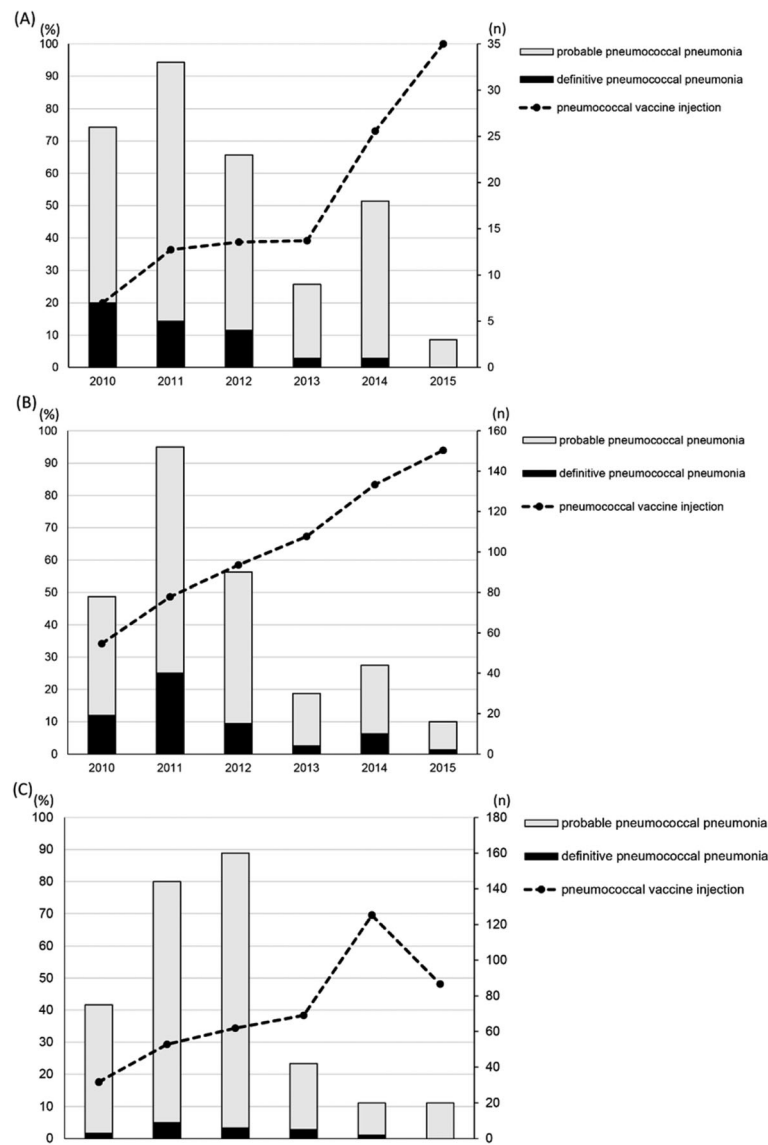 (A)
(%) (n)
100 35
90 30
80 25
70 20
60 15
50 10
40 5
30 0
20
10
0
2010 2011 2012 2013 2014 2015
probable pneumococcal pneumonia
definitive pneumococcal pneumonia
pneumococcal vaccine injection
(B)
(%) (n)
100 160
90 140
80 120
70 100
60 80
50 60
40 40
30 20
20 0
10
0
2010 2011 2012 2013 2014 2015
probable pneumococcal pneumonia
definitive pneumococcal pneumonia
pneumococcal vaccine injection
(C)
(%) (n)
100 180
90 160
80 140
70 120
60 100
50 80
40 60
30 40
20 20
10 0
0
probable pneumococcal pneumonia
definitive pneumococcal pneumonia
pneumococcal vaccine injection